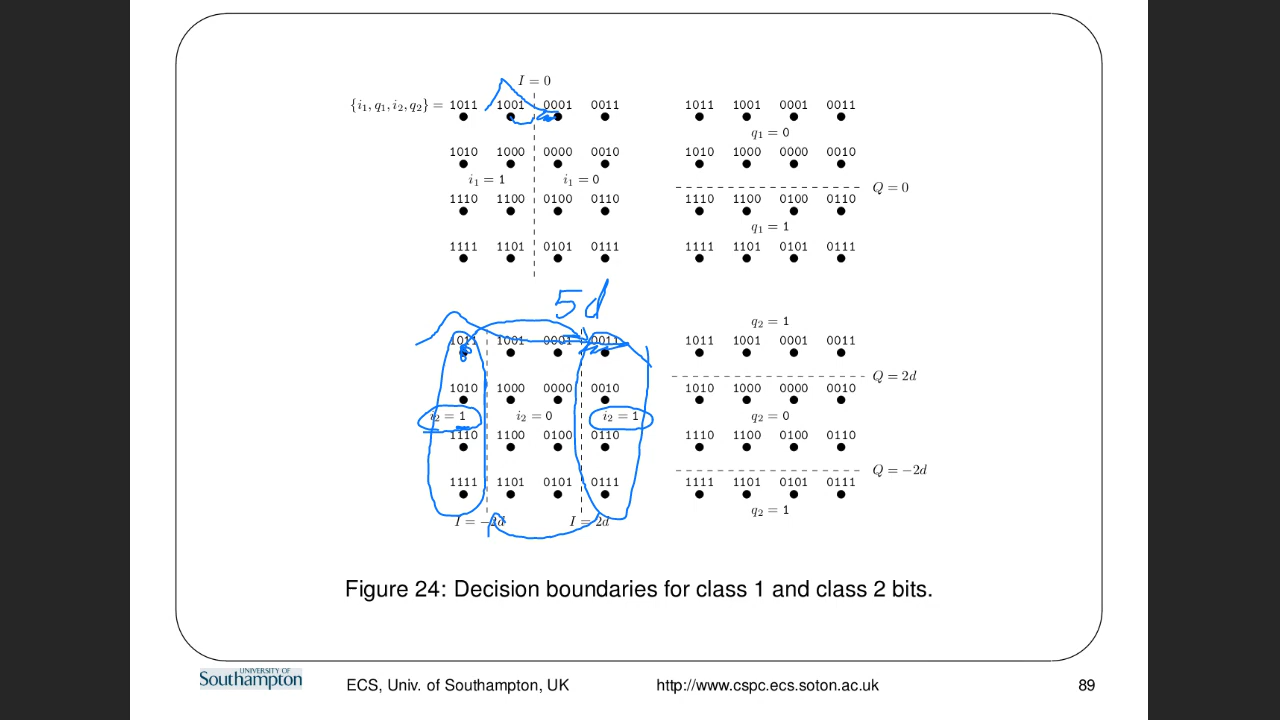 I = 0
{i₁, q₁, i₂, q₂} = 1011 1001 0001 0011
1010 1000 0000 0010
i₁ = 1 i₁ = 0
1110 1100 0100 0110
1111 1101 0101 0111
1011 1001 0001 0011
q₁ = 0
1010 1000 0000 0010
Q = 0
1110 1100 0100 0110
q₁ = 1
1111 1101 0101 0111
5d
1011 1001 0001 0011
1010 1000 0000 0010
i₂ = 1 i₂ = 0 i₂ = 1
1110 1100 0100 0110
1111 1101 0101 0111
I = −2d I = 2d
q₂ = 1
1011 1001 0001 0011
Q = 2d
1010 1000 0000 0010
q₂ = 0
1110 1100 0100 0110
Q = −2d
1111 1101 0101 0111
q₂ = 1
Figure 24: Decision boundaries for class 1 and class 2 bits.
UNIVERSITY OF
Southampton
ECS, Univ. of Southampton, UK
http://www.cspc.ecs.soton.ac.uk
89